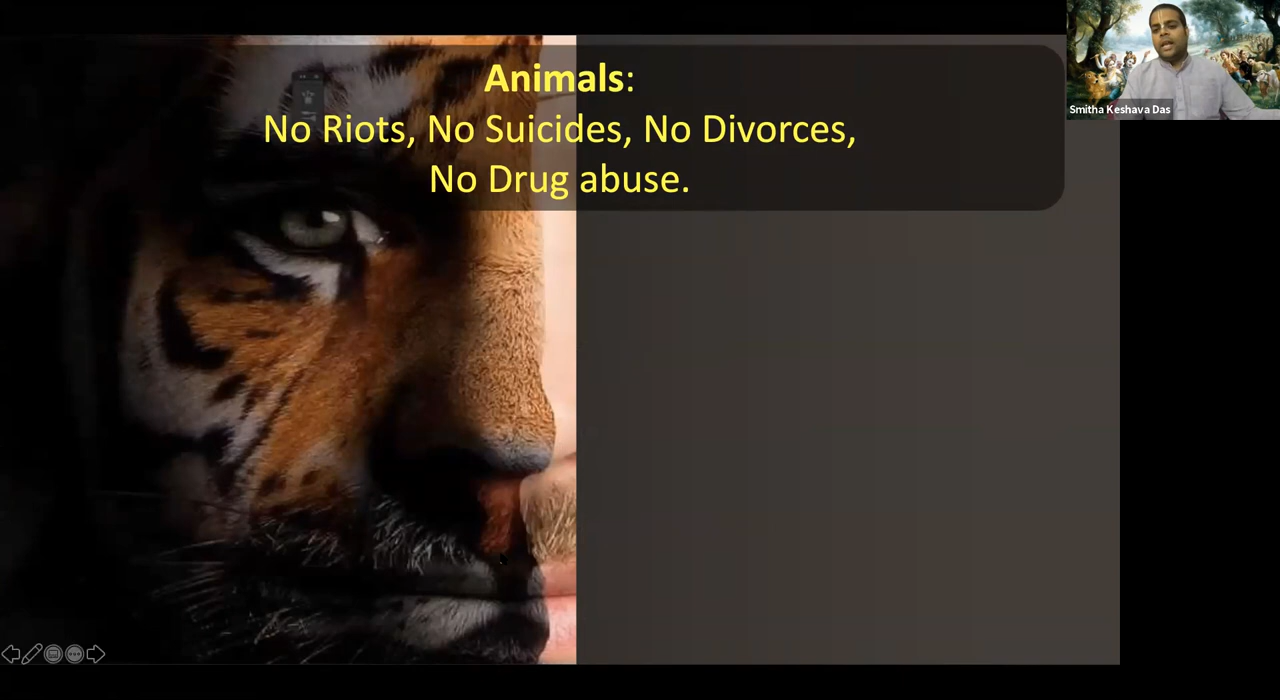 Animals:
No Riots, No Suicides, No Divorces,
No Drug abuse.
Smitha Keshava Das